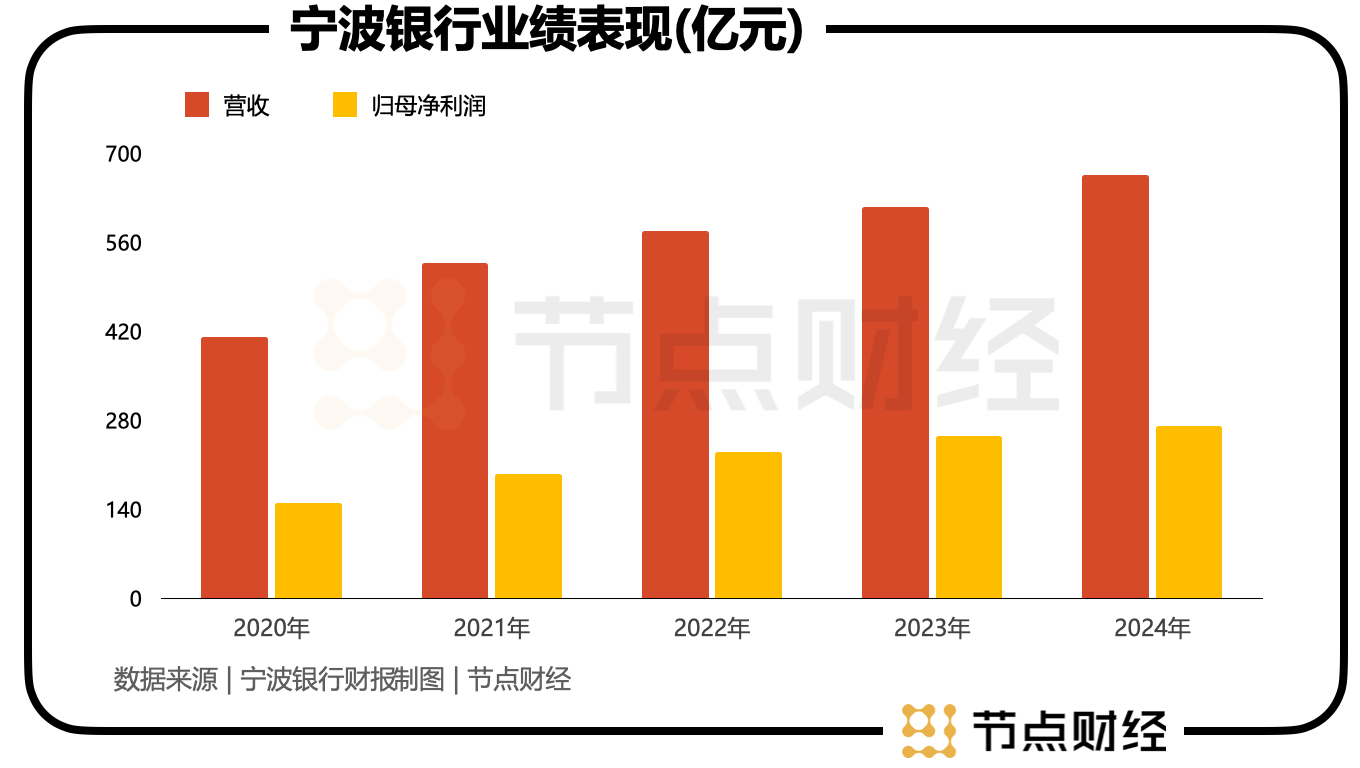 宁波银行业绩表现(亿元)
营收 归母净利润
700
560
420
280
140
0
节点财经
2020年 2021年 2022年 2023年 2024年
数据来源 | 宁波银行财报制图 | 节点财经
节点财经